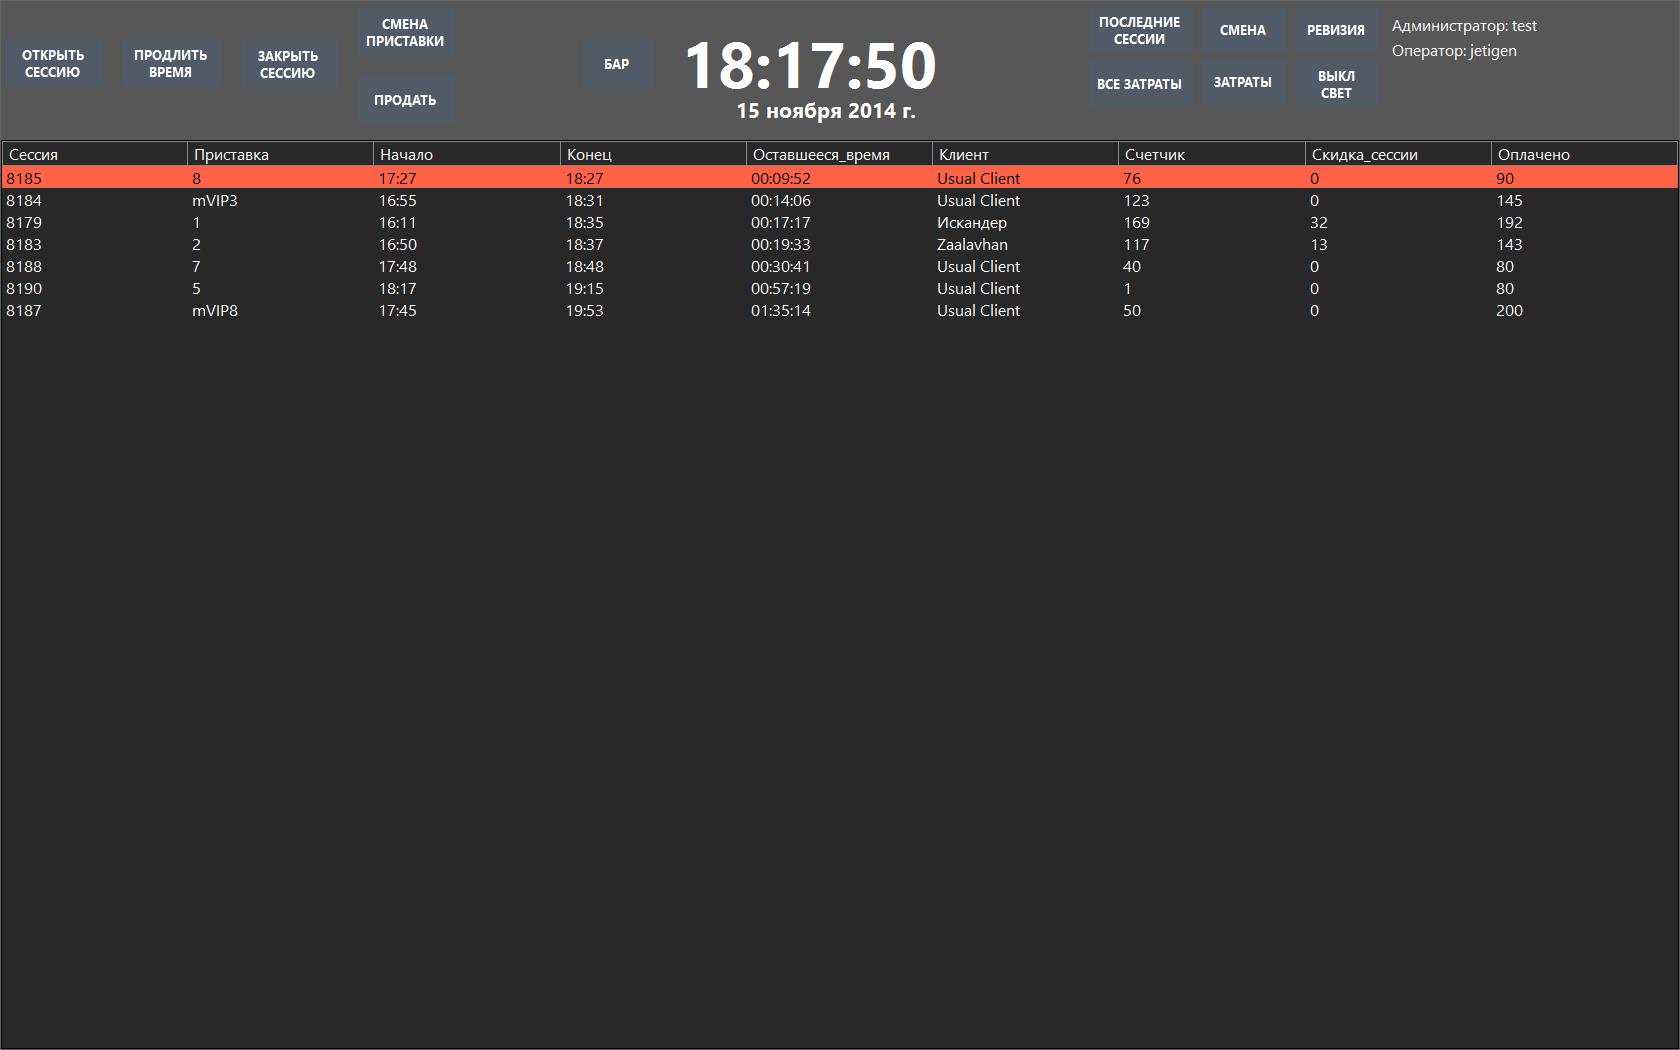 ОТКРЫТЬ
СЕССИЮ
ПРОДЛИТЬ
ВРЕМЯ
ЗАКРЫТЬ
СЕССИЮ
СМЕНА
ПРИСТАВКИ
ПРОДАТЬ
БАР
18:17:50
15 ноября 2014 г.
ПОСЛЕДНИЕ
СЕССИИ
СМЕНА
РЕВИЗИЯ
ВСЕ ЗАТРАТЫ
ЗАТРАТЫ
ВЫКЛ
СВЕТ
Администратор: test
Оператор: jetigen
Сессия Приставка Начало Конец Оставшееся_время Клиент Счетчик Скидка_сессии Оплачено
8185 8 17:27 18:27 00:09:52 Usual Client 76 0 90
8184 mVIP3 16:55 18:31 00:14:06 Usual Client 123 0 145
8179 1 16:11 18:35 00:17:17 Искандер 169 32 192
8183 2 16:50 18:37 00:19:33 Zaalavhan 117 13 143
8188 7 17:48 18:48 00:30:41 Usual Client 40 0 80
8190 5 18:17 19:15 00:57:19 Usual Client 1 0 80
8187 mVIP8 17:45 19:53 01:35:14 Usual Client 50 0 200